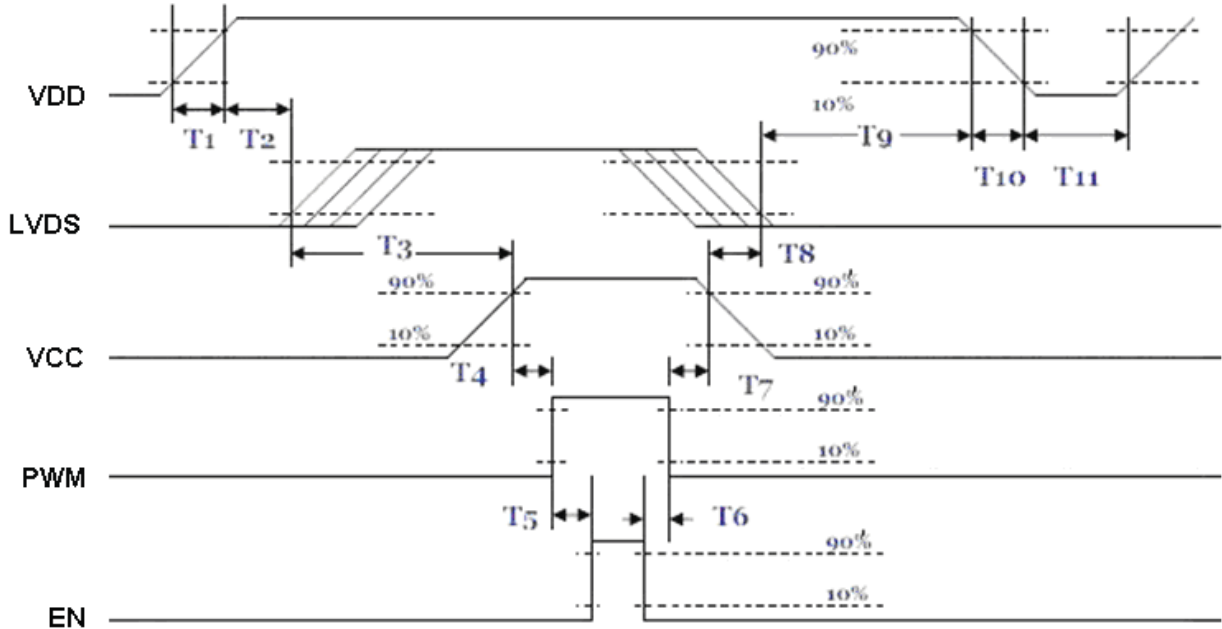 90%
VDD
10%
T1 T2
T9
T10 T11
LVDS
T3
T8
90%
90%
10%
10%
VCC
T4
T7
90%
10%
PWM
T5
T6
90%
10%
EN